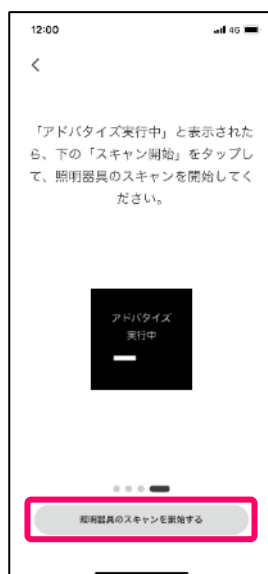 12:00
4G
「アドバタイズ実行中」と表示された
ら、下の「スキャン開始」をタップし
て、照明器具のスキャンを開始してく
ださい。
アドバタイズ
実行中
照明器具のスキャンを開始する